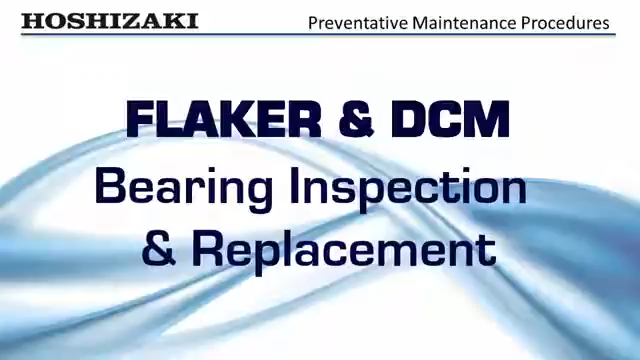 HOSHIZAKI
Preventative Maintenance Procedures
FLAKER & DCM
Bearing Inspection
& Replacement